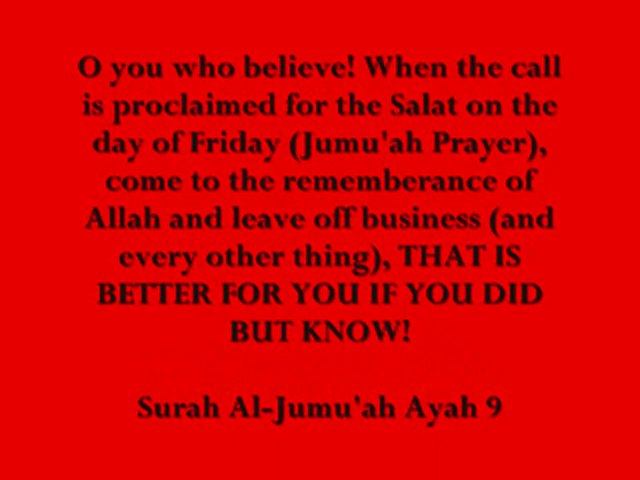 O you who believe! When the call
is proclaimed for the Salat on the
day of Friday (Jumu'ah Prayer),
come to the rememberance of
Allah and leave off business (and
every other thing), THAT IS
BETTER FOR YOU IF YOU DID
BUT KNOW!
Surah Al-Jumu'ah Ayah 9